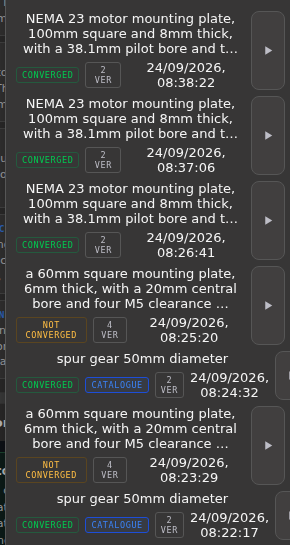 NEMA 23 motor mounting plate,
100mm square and 8mm thick,
with a 38.1mm pilot bore and t...
CONVERGED
2
VER
24/09/2026,
08:38:22
NEMA 23 motor mounting plate,
100mm square and 8mm thick,
with a 38.1mm pilot bore and t...
CONVERGED
2
VER
24/09/2026,
08:37:06
NEMA 23 motor mounting plate,
100mm square and 8mm thick,
with a 38.1mm pilot bore and t...
CONVERGED
2
VER
24/09/2026,
08:26:41
a 60mm square mounting plate,
6mm thick, with a 20mm central
bore and four M5 clearance ...
NOT
CONVERGED
4
VER
24/09/2026,
08:25:20
spur gear 50mm diameter
CONVERGED
CATALOGUE
2
VER
24/09/2026,
08:24:32
a 60mm square mounting plate,
6mm thick, with a 20mm central
bore and four M5 clearance ...
NOT
CONVERGED
4
VER
24/09/2026,
08:23:29
spur gear 50mm diameter
CONVERGED
CATALOGUE
2
VER
24/09/2026,
08:22:17